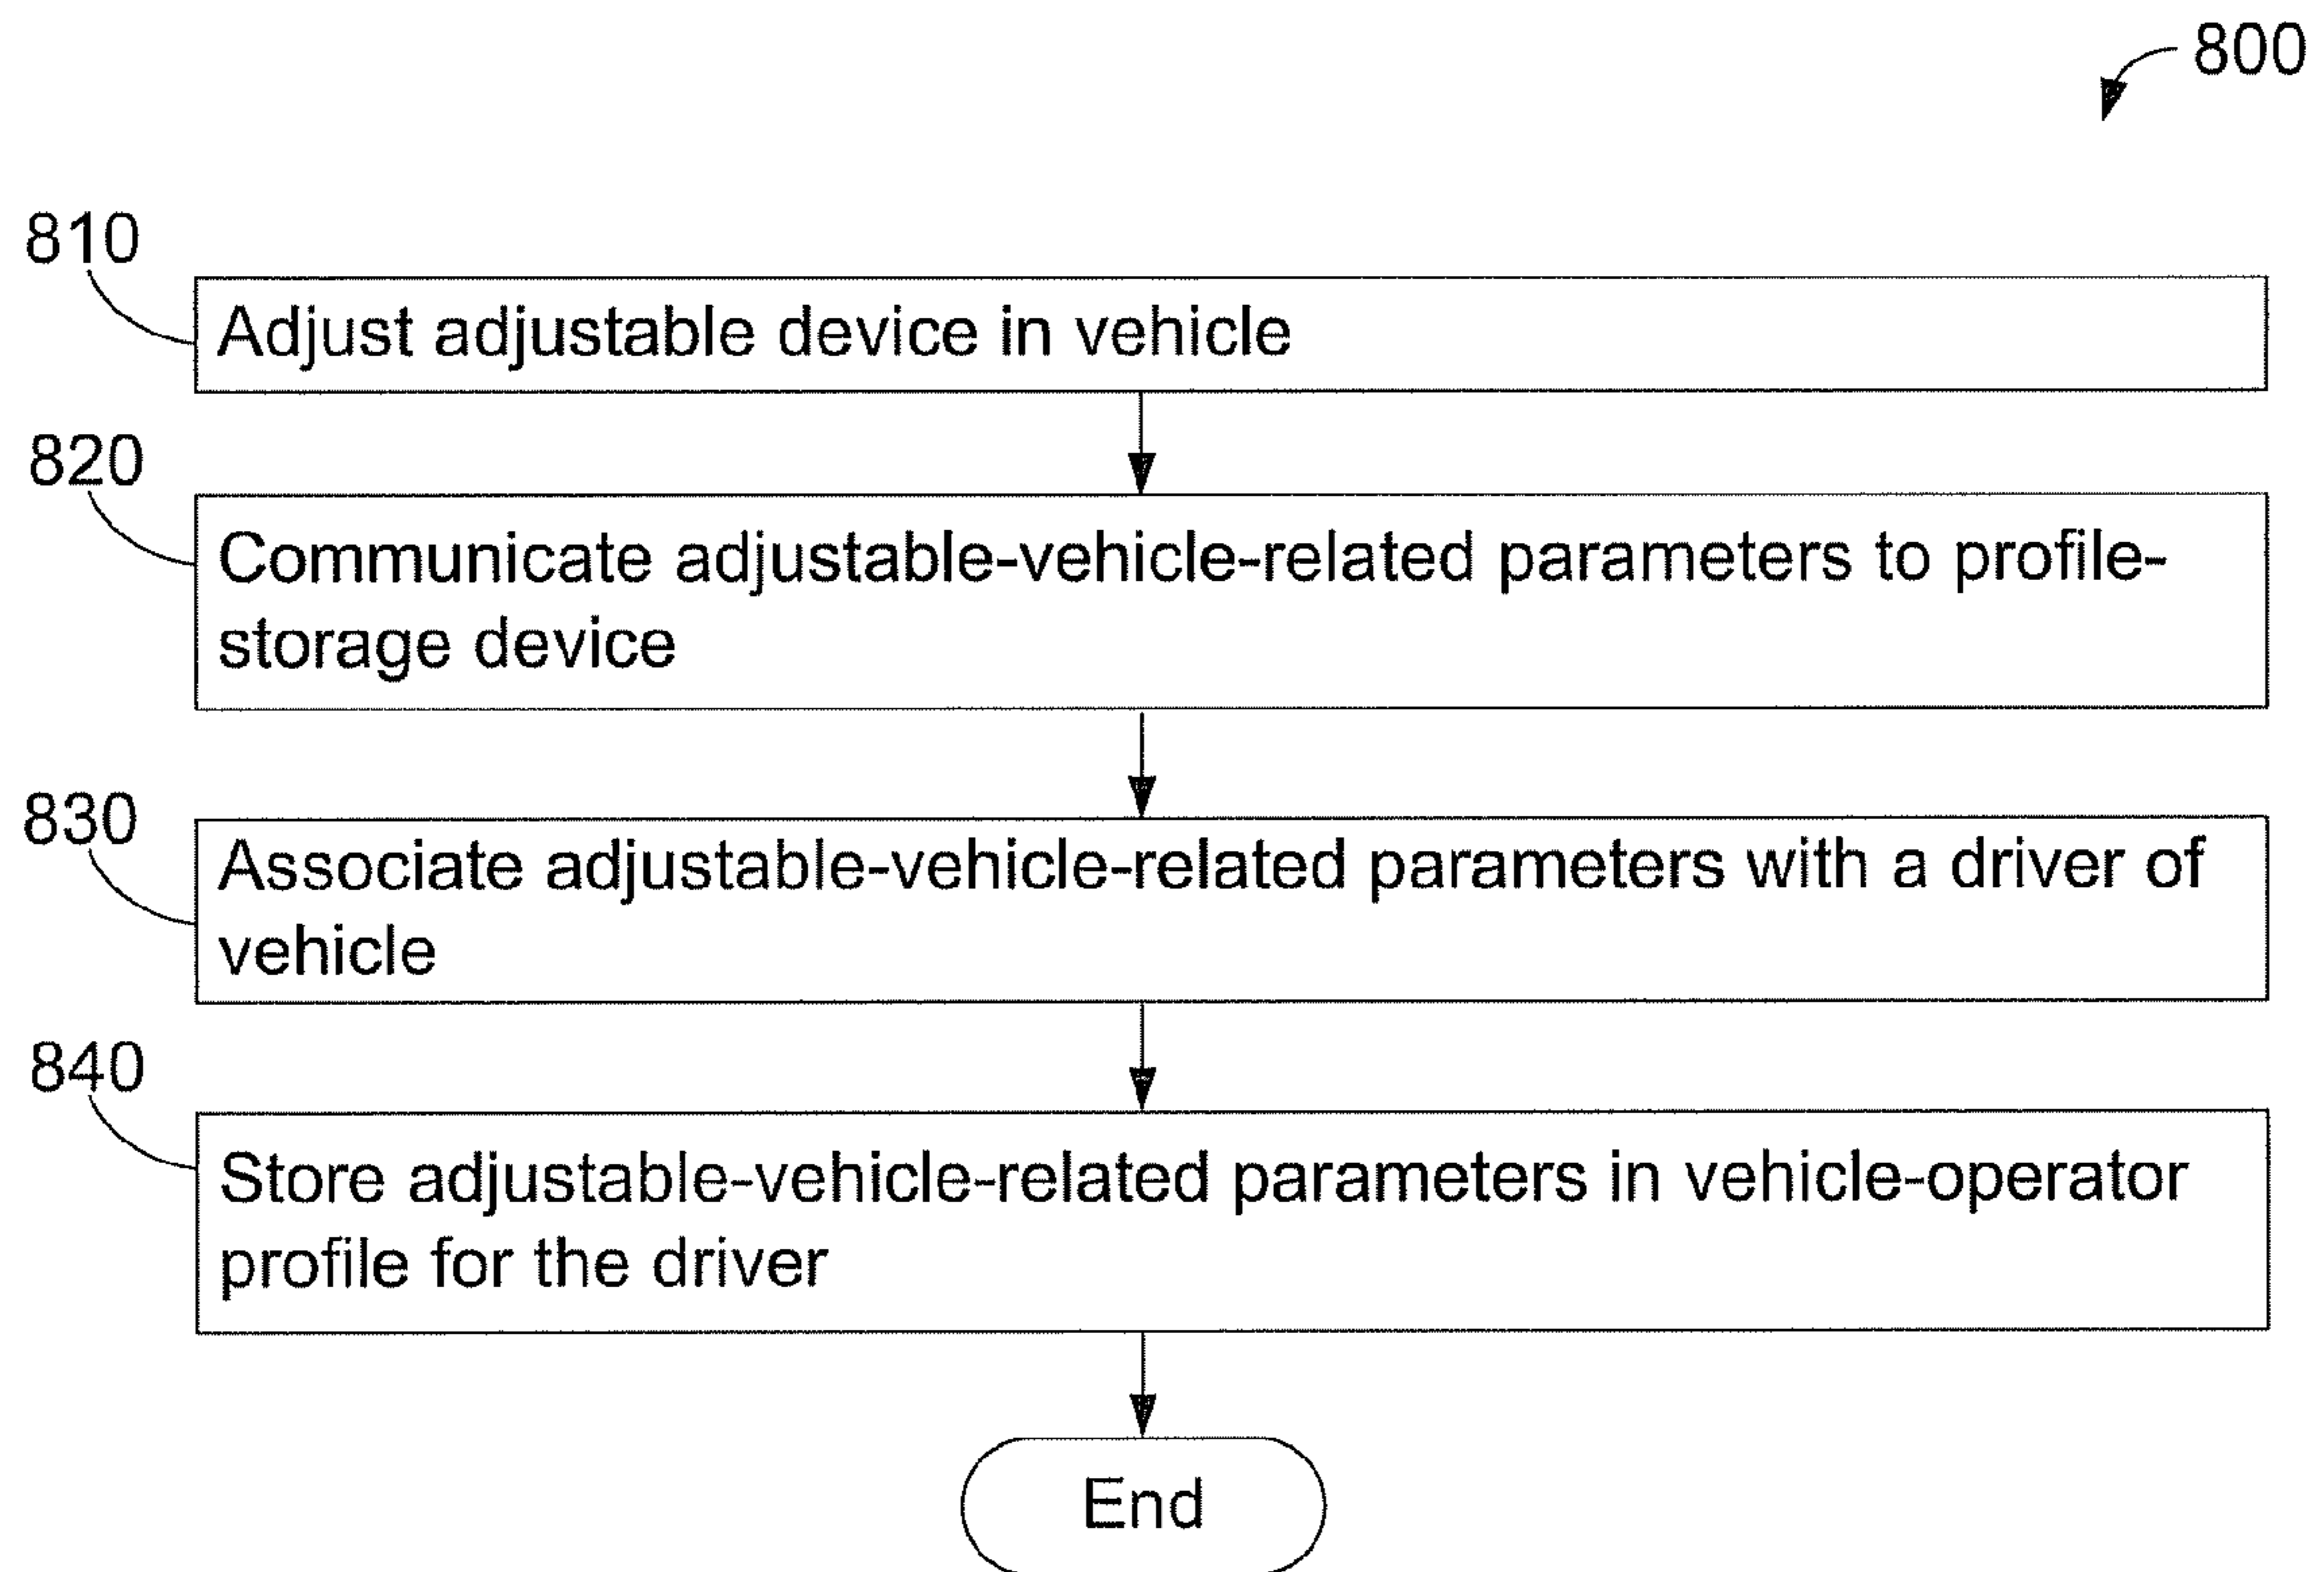 800
810
Adjust adjustable device in vehicle
820
Communicate adjustable-vehicle-related parameters to profile-
storage device
830
Associate adjustable-vehicle-related parameters with a driver of
vehicle
840
Store adjustable-vehicle-related parameters in vehicle-operator
profile for the driver
End